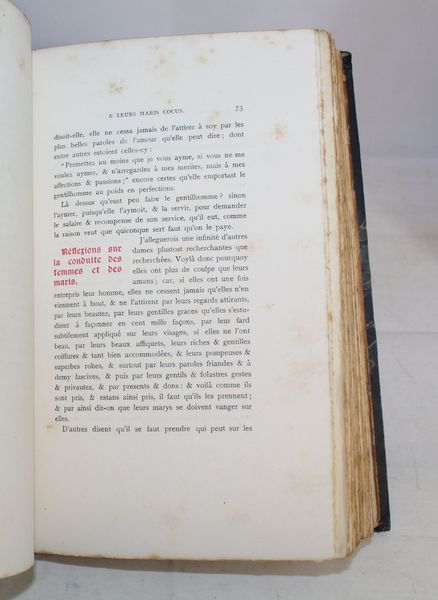 & LEURS MARIS COCUS. 73
disoit-elle, elle ne cessa jamais de l'attirer à soy par les
plus belles paroles de l'amour qu'elle peut dire ; dont
entre autres estoient celles-cy :
"Permettez au moins que je vous ayme, si vous ne me
voulez aymer, & n'arregardez à mes merites, mais à mes
affections & passions ;" encore certes qu'elle emportast le
gentilhomme au poids en perfections.
Là dessus qu'eust peu faire le gentilhomme ? sinon
l'aymer, puisqu'elle l'aymoit, & la servir, pour demander
le salaire & recompense de son service, qu'il eut, comme
la raison veut que quiconque sert faut qu'on le paye.
J'alleguerois une infinité d'autres
dames plustost recherchantes que
recherchées. Voylà donc pourquoy
elles ont plus de coulpe que leurs
amans ; car, si elles ont une fois
Réflexions sur
la conduite des
femmes et des
maris.
entrepris leur homme, elles ne cessent jamais qu'elles n'en
viennent à bout, & ne l'attirent par leurs regards attirants,
par leurs beautez, par leurs gentilles graces qu'elles s'estu-
dient à façonner en cent mille façons, par leur fard
subtilement appliqué sur leurs visages, si elles ne l'ont
beau, par leurs beaux affiquets, leurs riches & gentilles
coiffures & tant bien accommodées, & leurs pompeuses &
superbes robes, & surtout par leurs paroles friandes & à
demy lascives, & puis par leurs gentils & folastres gestes
& privautez, & par presents & dons : & voilà comme ils
sont pris, & estans ainsi pris, il faut qu'ils les prennent ;
& par ainsi dit-on que leurs marys se doivent vanger sur
elles.
D'autres disent qu'il se faut prendre qui peut sur les